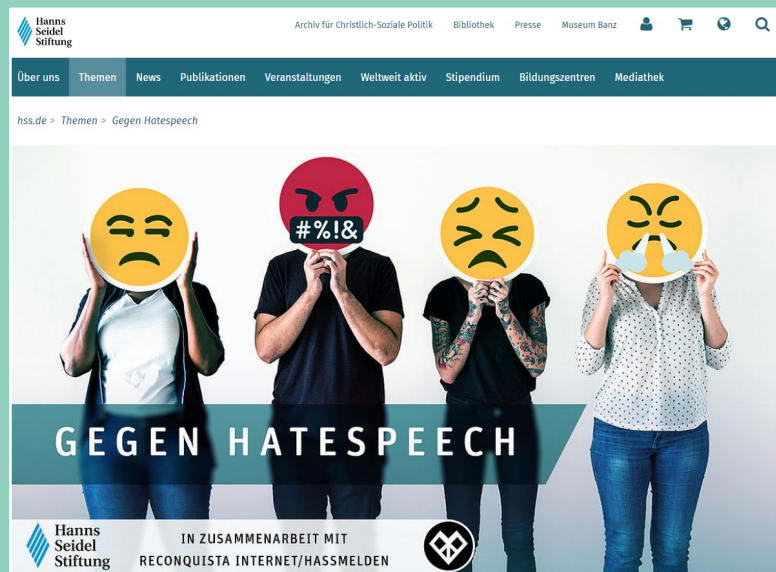 Hanns
Seidel
Stiftung
Archiv für Christlich-Soziale Politik Bibliothek Presse Museum Banz
Über uns Themen News Publikationen Veranstaltungen Weltweit aktiv Stipendium Bildungszentren Mediathek
hss.de > Themen > Gegen Hatespeech
#%!&
GEGEN HATESPEECH
Hanns
Seidel
Stiftung
IN ZUSAMMENARBEIT MIT
RECONQUISTA INTERNET/HASSMELDEN